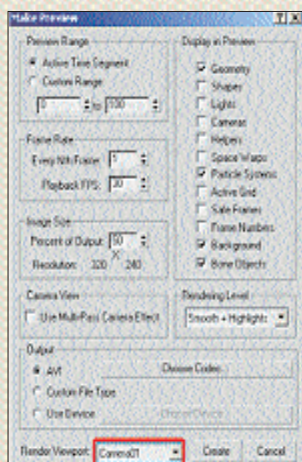 Make Preview
Preview Range
Active Time Segment
Custom Range
0 to 100
Frame Rate
Every Nth Frame: 1
Playback FPS: 30
Image Size
Percent of Output: 50
Resolution: 320 X 240
Camera View
Use Multi-Pass Camera Effect
Display in Preview
Geometry
Shapes
Lights
Cameras
Helpers
Space Warps
Particle Systems
Active Grid
Safe Frames
Frame Numbers
Background
Bone Objects
Rendering Level
Smooth + Highlights
Output
AVI
Choose Codec...
Custom File Type
Use Device
Choose Device...
Render Viewport: Camera01
Create
Cancel